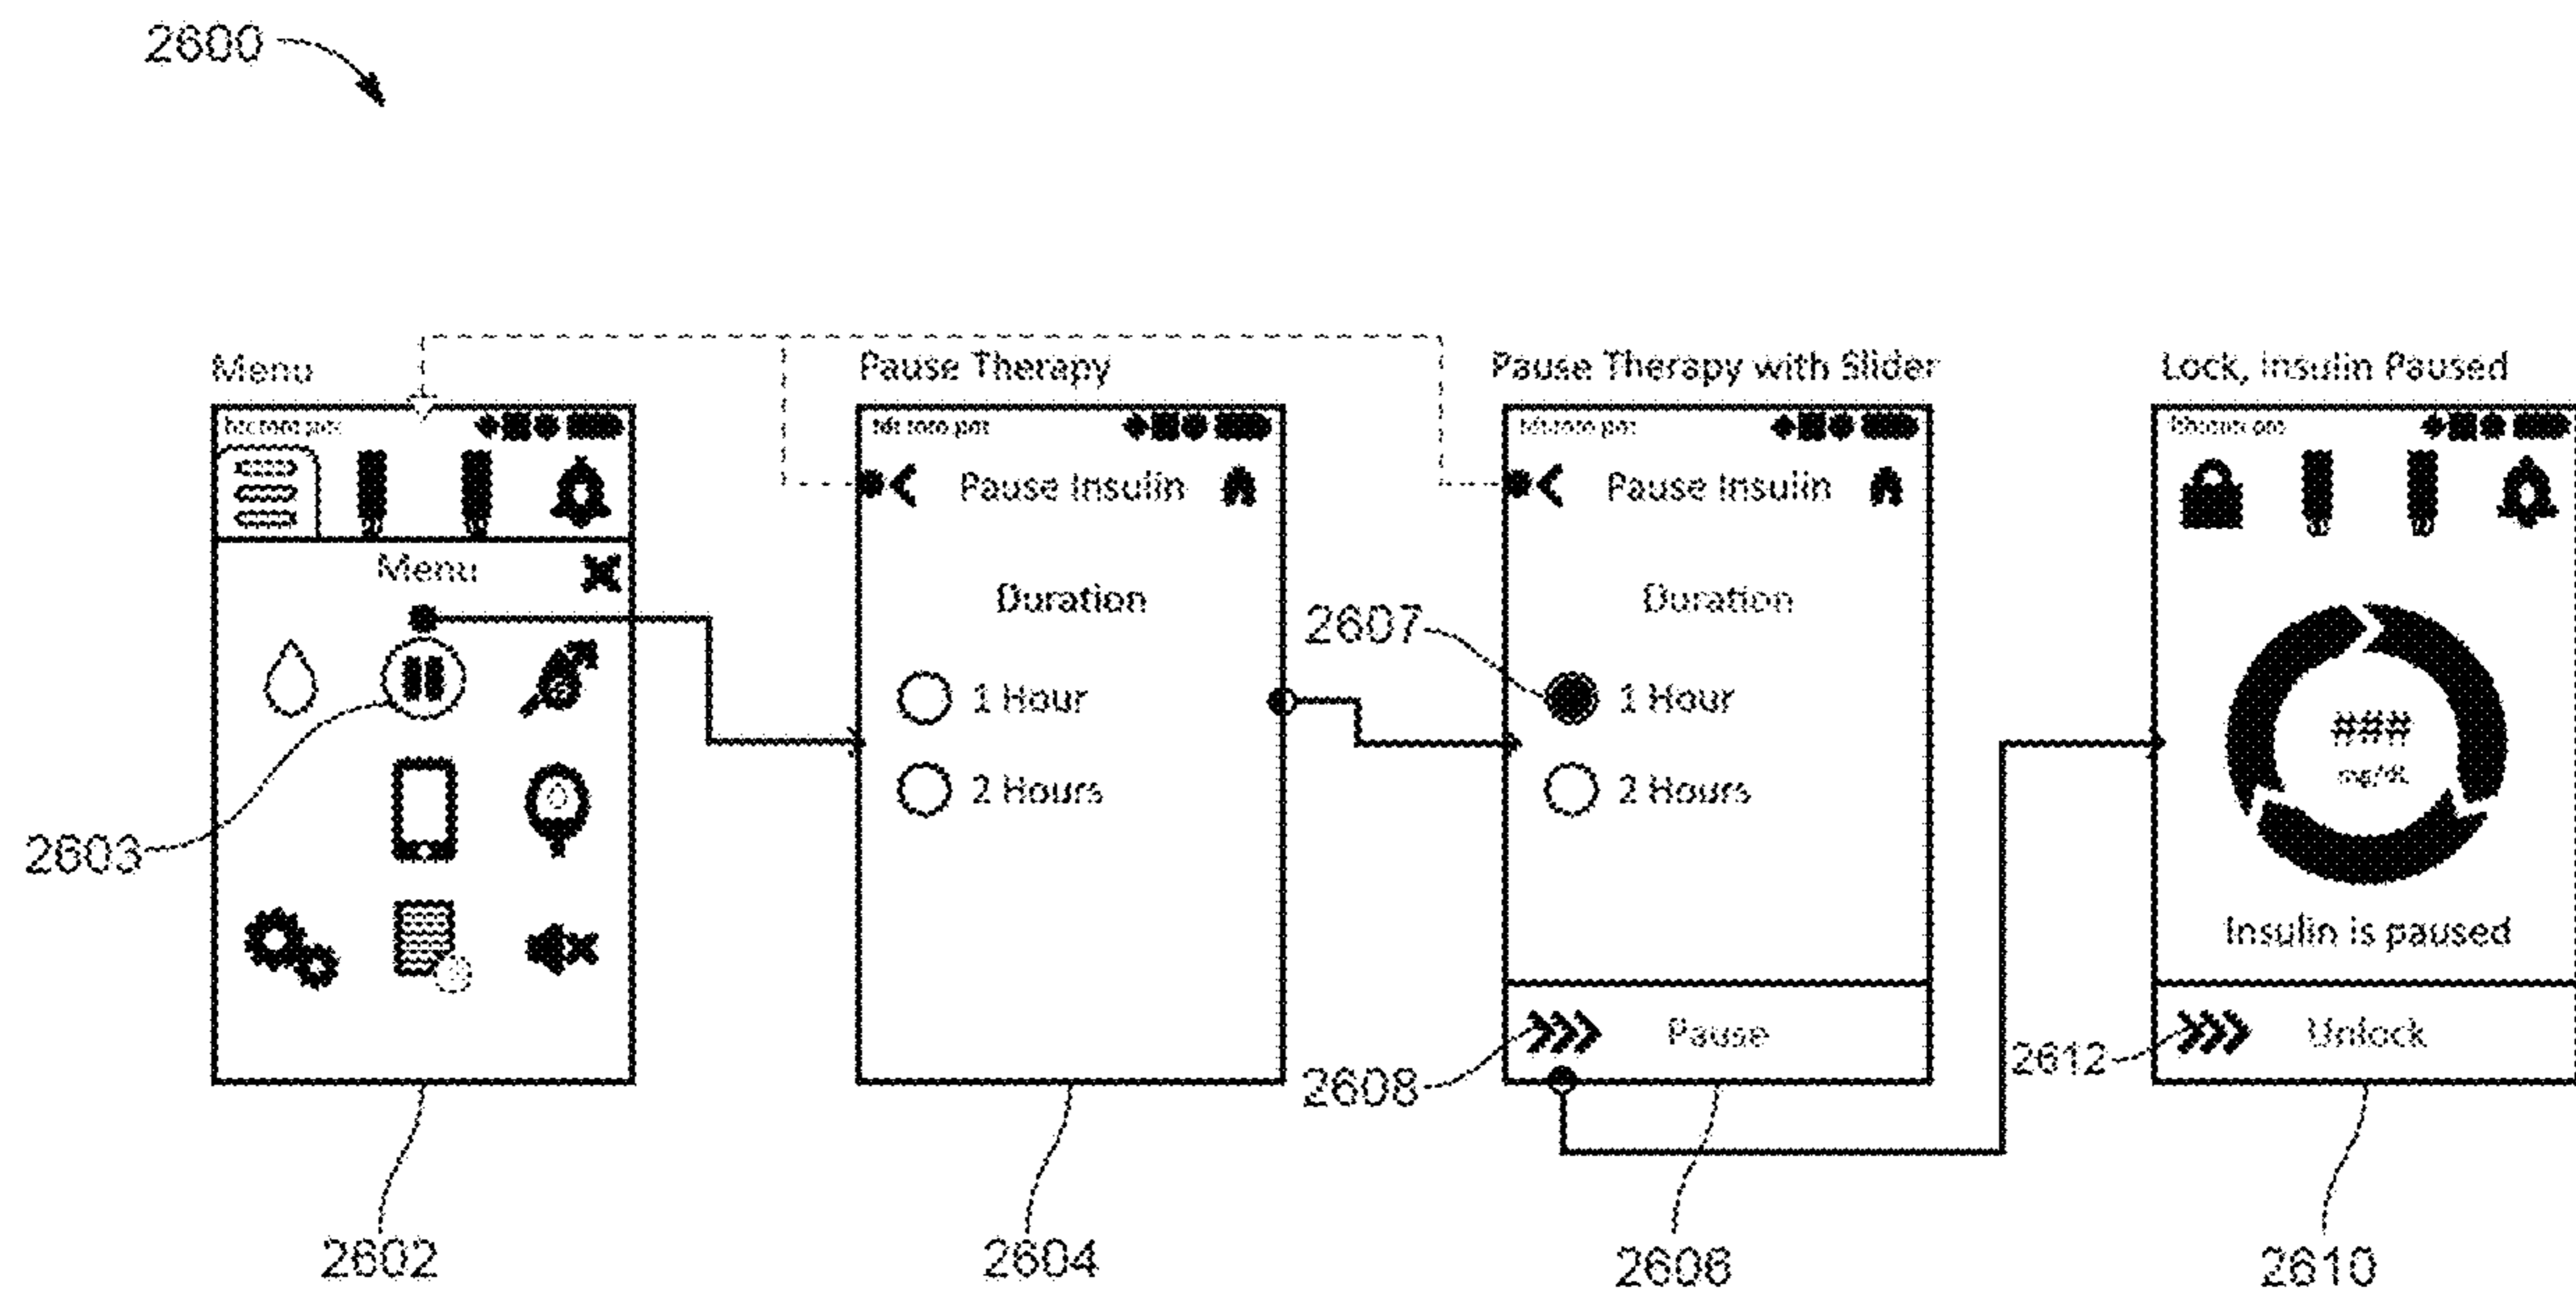 2600
Menu
Pause Therapy
Pause Therapy with Slider
Lock, Insulin Paused
Menu
Pause Insulin
Duration
1 Hour
2 Hours
Pause Insulin
Duration
2607
1 Hour
2 Hours
2608
Pause
###
mg/dL
Insulin is paused
2612
Unlock
2603
2602
2604
2606
2610